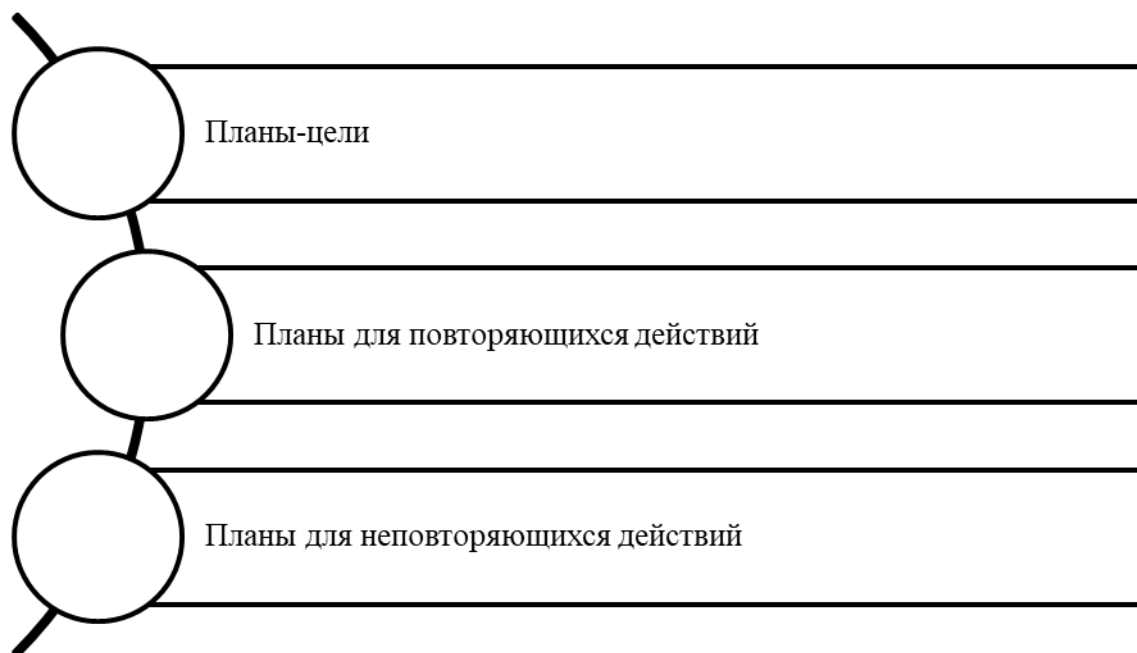 Планы-цели
Планы для повторяющихся действий
Планы для неповторяющихся действий